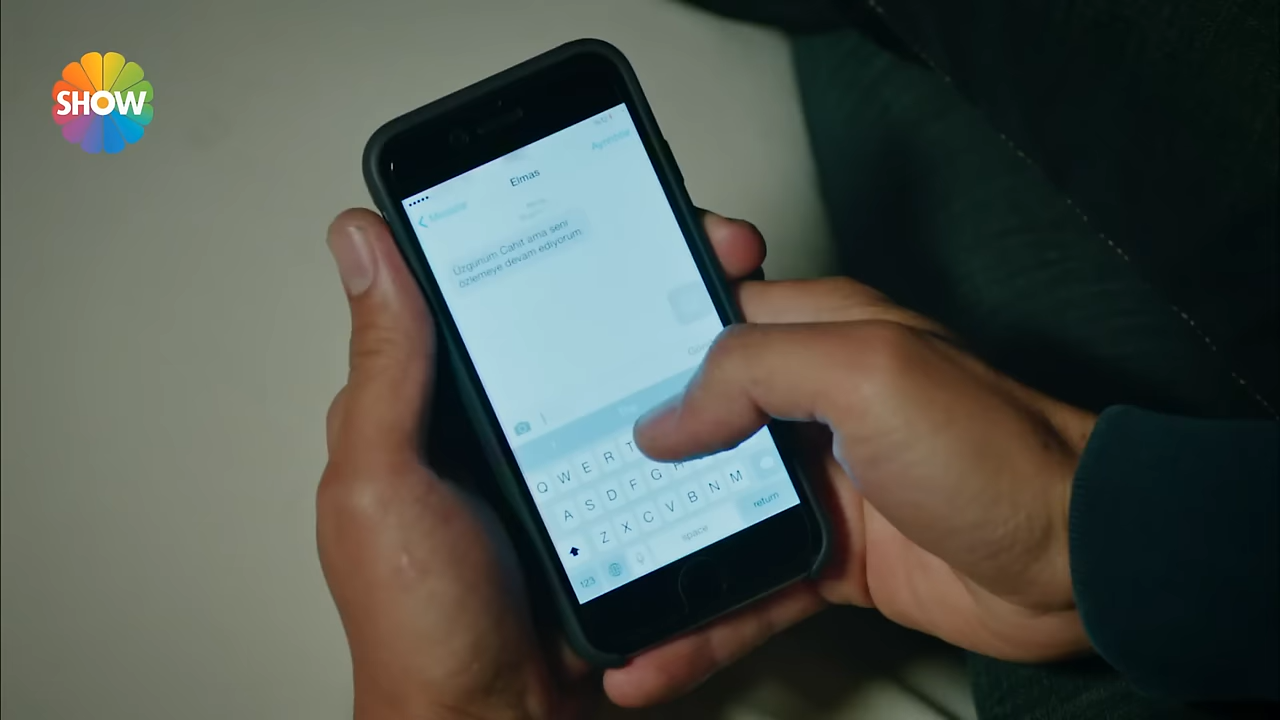 SHOW
Elmas
Üzgünüm Cahit ama seni
özlemeye devam ediyorum
Q W E R T
A S D F G H
Z X C V B N M
123 space return